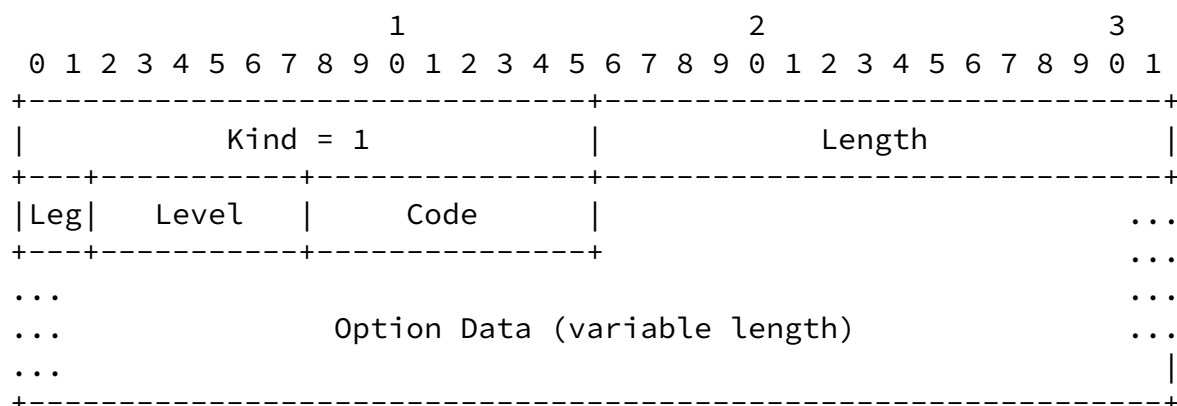 1                   2                   3
 0 1 2 3 4 5 6 7 8 9 0 1 2 3 4 5 6 7 8 9 0 1 2 3 4 5 6 7 8 9 0 1
+-------------------------------+-------------------------------+
|           Kind = 1            |            Length             |
+---+-----------+---------------+-------------------------------+
|Leg|   Level   |     Code      |                             ...
+---+-----------+---------------+                             ...
...                                                           ...
...               Option Data (variable length)               ...
...                                                             |
+---------------------------------------------------------------+